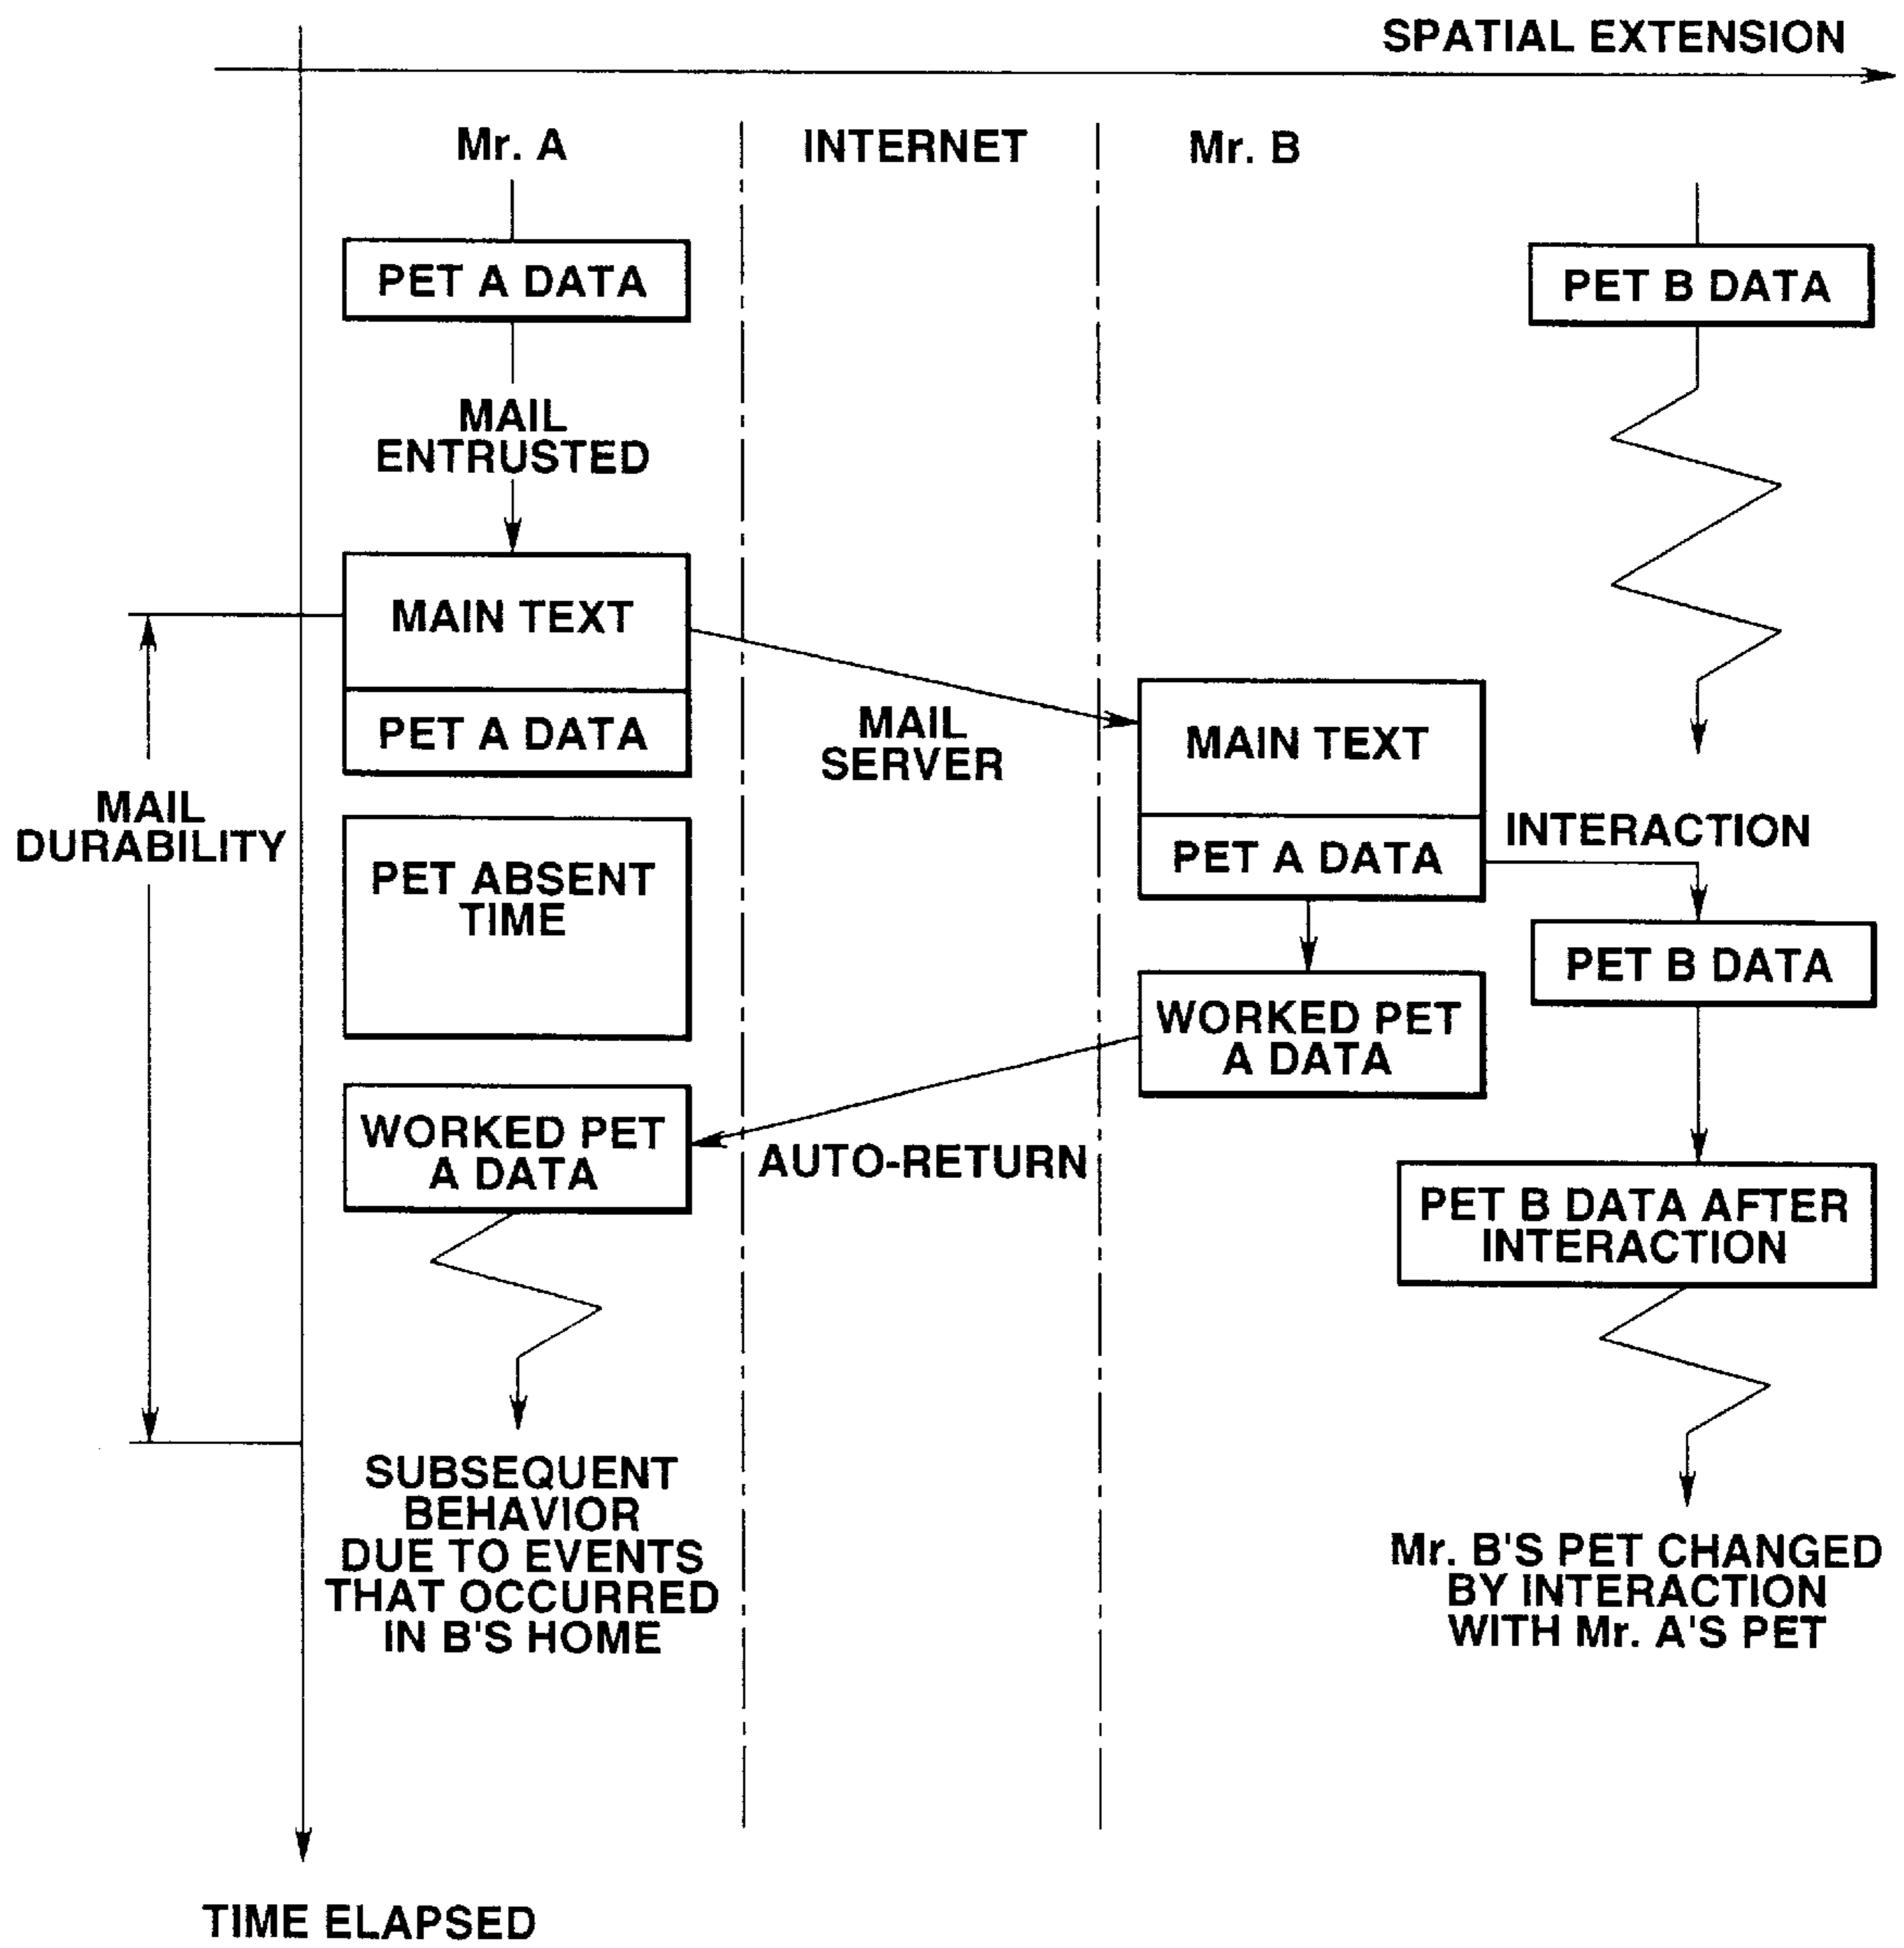 SPATIAL EXTENSION
Mr. A
INTERNET
Mr. B
PET A DATA
PET B DATA
MAIL
ENTRUSTED
MAIN TEXT
PET A DATA
MAIL
SERVER
MAIN TEXT
PET A DATA
INTERACTION
MAIL
DURABILITY
PET ABSENT
TIME
PET B DATA
WORKED PET
A DATA
WORKED PET
A DATA
AUTO-RETURN
PET B DATA AFTER
INTERACTION
SUBSEQUENT
BEHAVIOR
DUE TO EVENTS
THAT OCCURRED
IN B'S HOME
Mr. B'S PET CHANGED
BY INTERACTION
WITH Mr. A'S PET
TIME ELAPSED